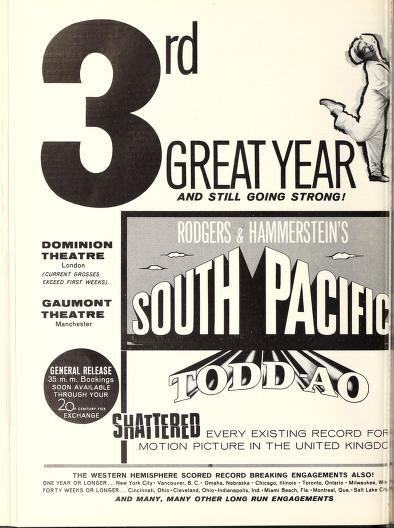 3rd
GREAT YEAR
AND STILL GOING STRONG!
DOMINION
THEATRE
London
(CURRENT GROSSES
EXCEED FIRST WEEKS)
GAUMONT
THEATRE
Manchester
RODGERS & HAMMERSTEIN'S
SOUTH PACIFIC
TODD-AO
GENERAL RELEASE
35 m.m. Bookings
SOON AVAILABLE
THROUGH YOUR
20th CENTURY FOX
EXCHANGE
SHATTERED EVERY EXISTING RECORD FOR
MOTION PICTURE IN THE UNITED KINGDO
THE WESTERN HEMISPHERE SCORED RECORD BREAKING ENGAGEMENTS ALSO!
ONE YEAR OR LONGER... New York City • Vancouver, B. C. • Omaha, Nebraska • Chicago, Illinois • Toronto, Ontario • Milwaukee,
FORTY WEEKS OR LONGER... Cincinnati, Ohio • Cleveland, Ohio • Indianapolis, Ind. • Miami Beach, Fla. • Montreal, Que. • Salt Lake
AND MANY, MANY OTHER LONG RUN ENGAGEMENTS